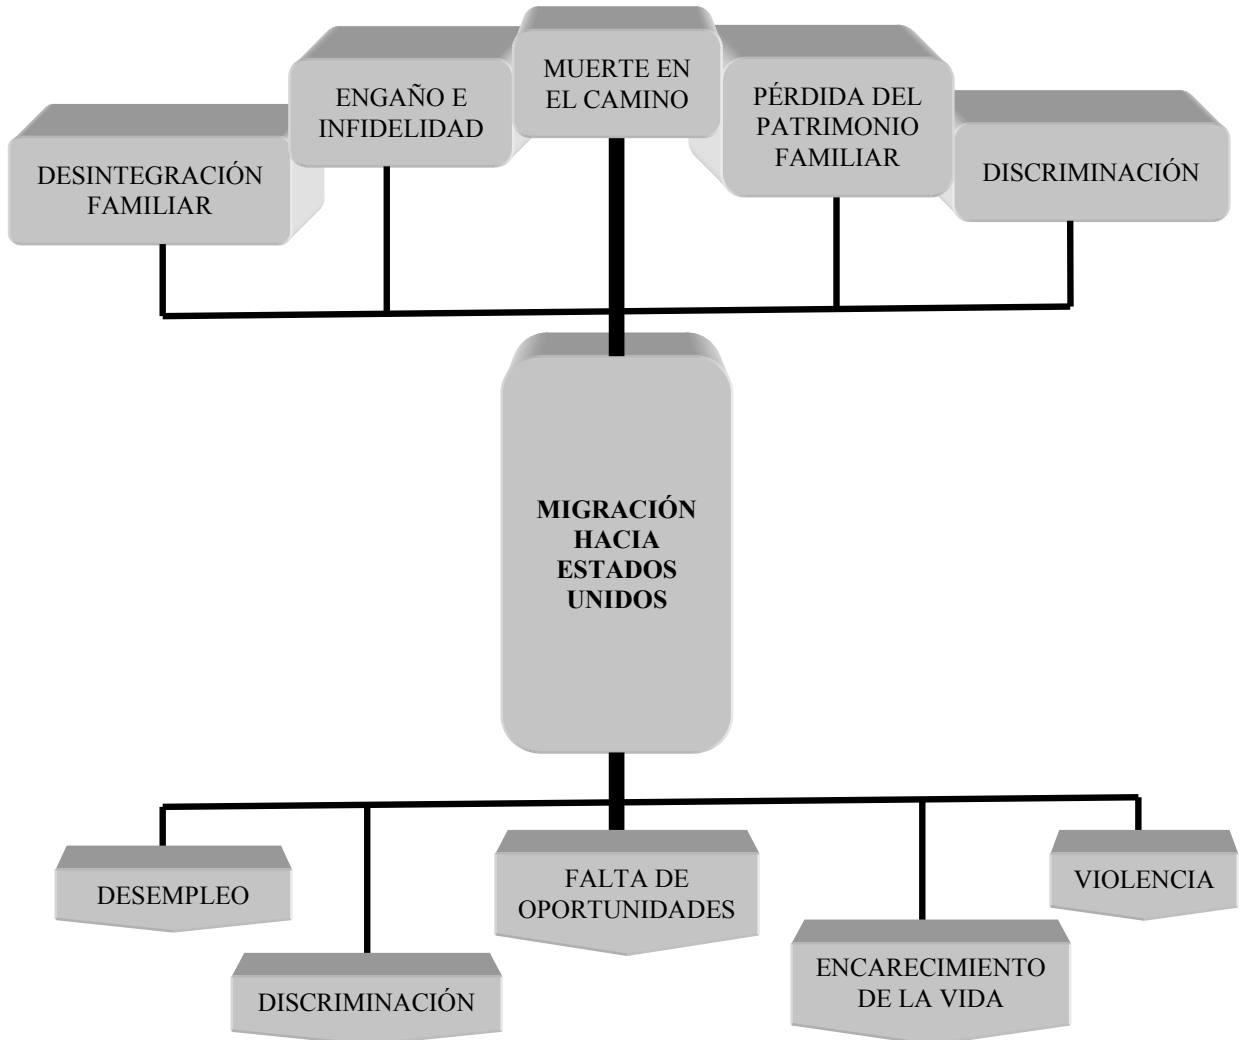 MUERTE EN
EL CAMINO
ENGAÑO E
INFIDELIDAD
PÉRDIDA DEL
PATRIMONIO
FAMILIAR
DESINTEGRACIÓN
FAMILIAR
DISCRIMINACIÓN
MIGRACIÓN
HACIA
ESTADOS
UNIDOS
DESEMPLEO
FALTA DE
OPORTUNIDADES
VIOLENCIA
DISCRIMINACIÓN
ENCARECIMIENTO
DE LA VIDA